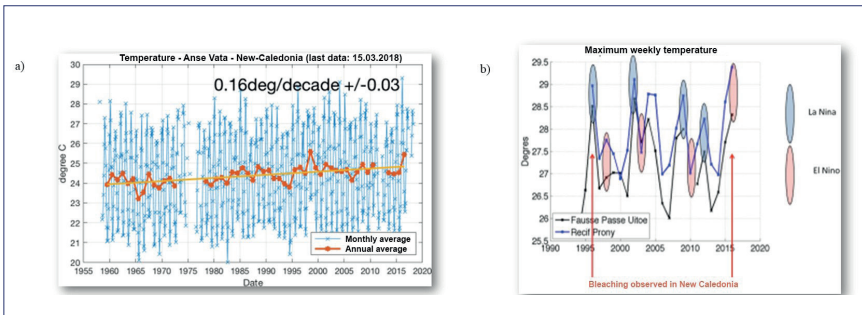 a)
Temperature - Anse Vata - New-Caledonia (last data: 15.03.2018)
0.16deg/decade +/-0.03
degree C
30
29
28
27
26
25
24
23
22
21
20
1955 1960 1965 1970 1975 1980 1985 1990 1995 2000 2005 2010 2015 2020
Date
Monthly average
Annual average
b)
Maximum weekly temperature
Degres
29.5
29
28.5
28
27.5
27
26.5
26
25.5
1990 1995 2000 2005 2010 2015 2020
Fausse Passe Uitoe
Recif Prony
La Nina
El Nino
Bleaching observed in New Caledonia